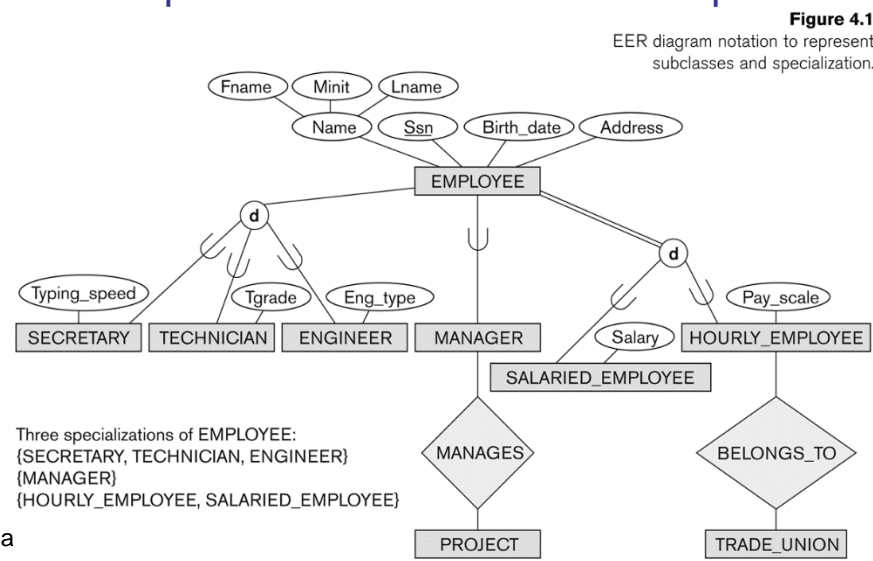 Figure 4.1
EER diagram notation to represent
subclasses and specialization.
Fname
Minit
Lname
Name
Ssn
Birth_date
Address
EMPLOYEE
d
d
Typing_speed
Tgrade
Eng_type
Pay_scale
SECRETARY
TECHNICIAN
ENGINEER
MANAGER
Salary
HOURLY_EMPLOYEE
SALARIED_EMPLOYEE
Three specializations of EMPLOYEE:
{SECRETARY, TECHNICIAN, ENGINEER}
{MANAGER}
{HOURLY_EMPLOYEE, SALARIED_EMPLOYEE}
MANAGES
BELONGS_TO
a
PROJECT
TRADE_UNION